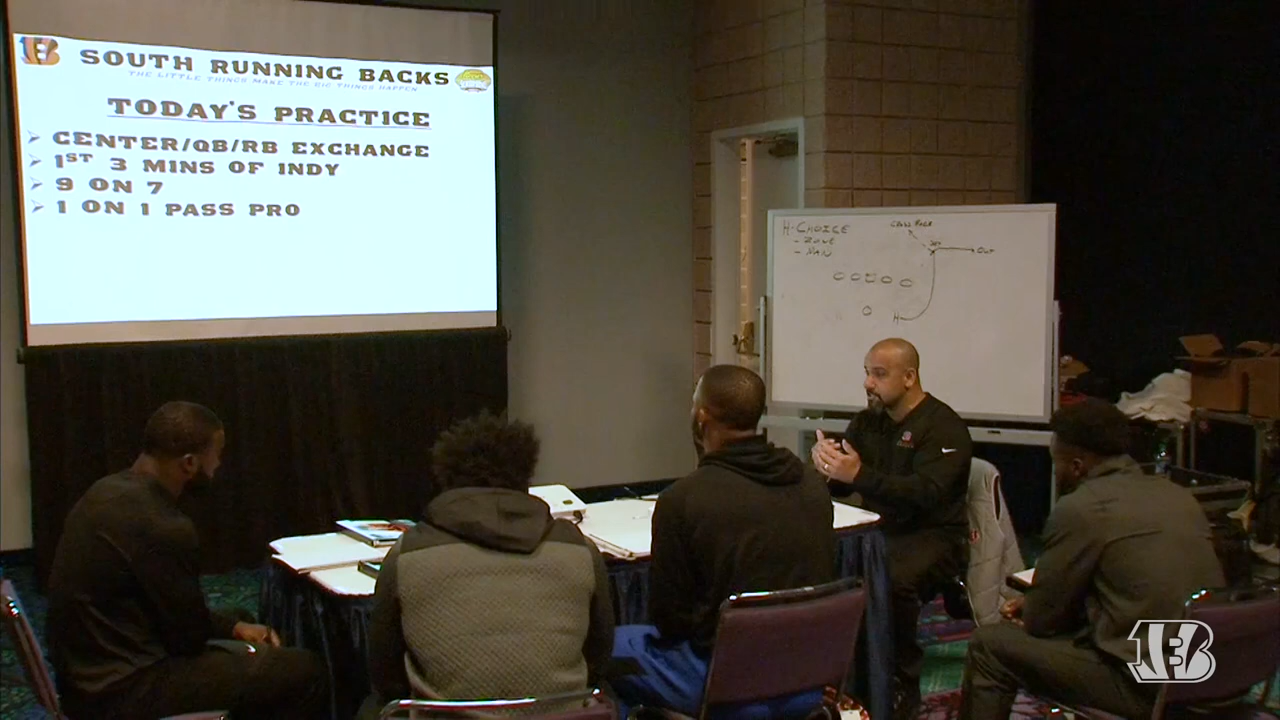 SOUTH RUNNING BACKS
THE LITTLE THINGS MAKE THE BIG THINGS HAPPEN
TODAY'S PRACTICE
CENTER/QB/RB EXCHANGE
1ST 3 MINS OF INDY
9 ON 7
1 ON 1 PASS PRO
H-CHOICE
- ZONE
- MAN
OUT
H
B